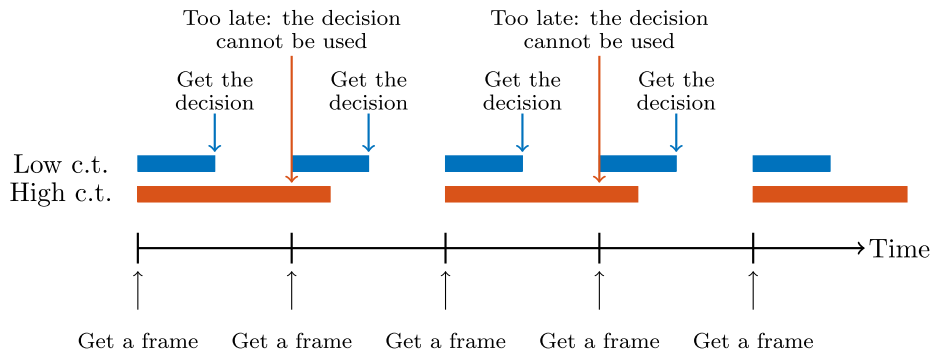 Too late: the decision
cannot be used
Too late: the decision
cannot be used
Get the
decision
Get the
decision
Get the
decision
Get the
decision
Low c.t.
High c.t.
Time
Get a frame
Get a frame
Get a frame
Get a frame
Get a frame